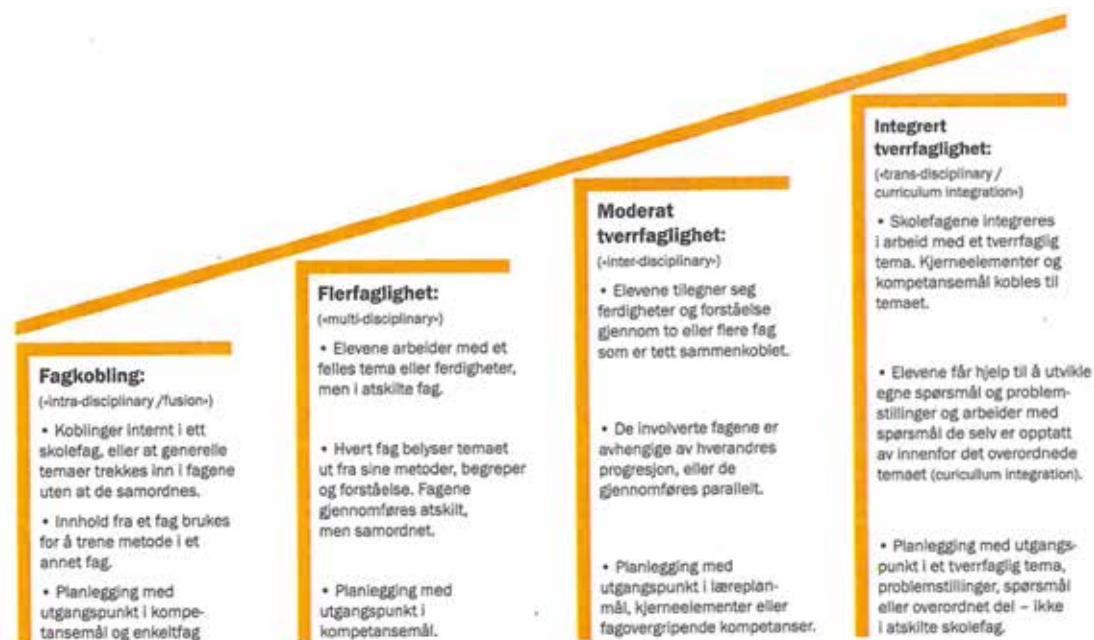 Fagkobling:
(«intra-disciplinary/fusion»)
• Koblinger internt i ett
skolefag, eller at generelle
temaer trekkes inn i fagene
uten at de samordnes.
• Innhold fra et fag brukes
for å trene metode i et
annet fag.
• Planlegging med
utgangspunkt i kompe-
tansemål og enkeltfag
Flerfaglighet:
(«multi-disciplinary»)
• Elevene arbeider med et
felles tema eller ferdigheter,
men i atskilte fag.
• Hvert fag belyser temaet
ut fra sine metoder, begreper
og forståelse. Fagene
gjennomføres atskilt,
men samordnet.
• Planlegging med
utgangspunkt i
kompetansemål.
Moderat
tverrfaglighet:
(«inter-disciplinary»)
• Elevene tilegner seg
ferdigheter og forståelse
gjennom to eller flere fag
som er tett sammenkoblet.
• De involverte fagene er
avhengige av hverandres
progresjon, eller de
gjennomføres parallelt.
• Planlegging med
utgangspunkt i læreplan-
mål, kjerneelementer eller
fagovergripende kompetanser.
Integrert
tverrfaglighet:
(«trans-disciplinary/
curriculum integration»)
• Skolefagene integreres
i arbeid med et tverrfaglig
tema. Kjerneelementer og
kompetansemål kobles til
temaet.
• Elevene får hjelp til å utvikle
egne spørsmål og problem-
stillinger og arbeider med
spørsmål de selv er opptatt
av innenfor det overordnede
temaet (curicullum integration).
• Planlegging med utgangs-
punkt i et tverrfaglig tema,
problemstillinger, spørsmål
eller overordnet del – ikke
i atskilte skolefag.